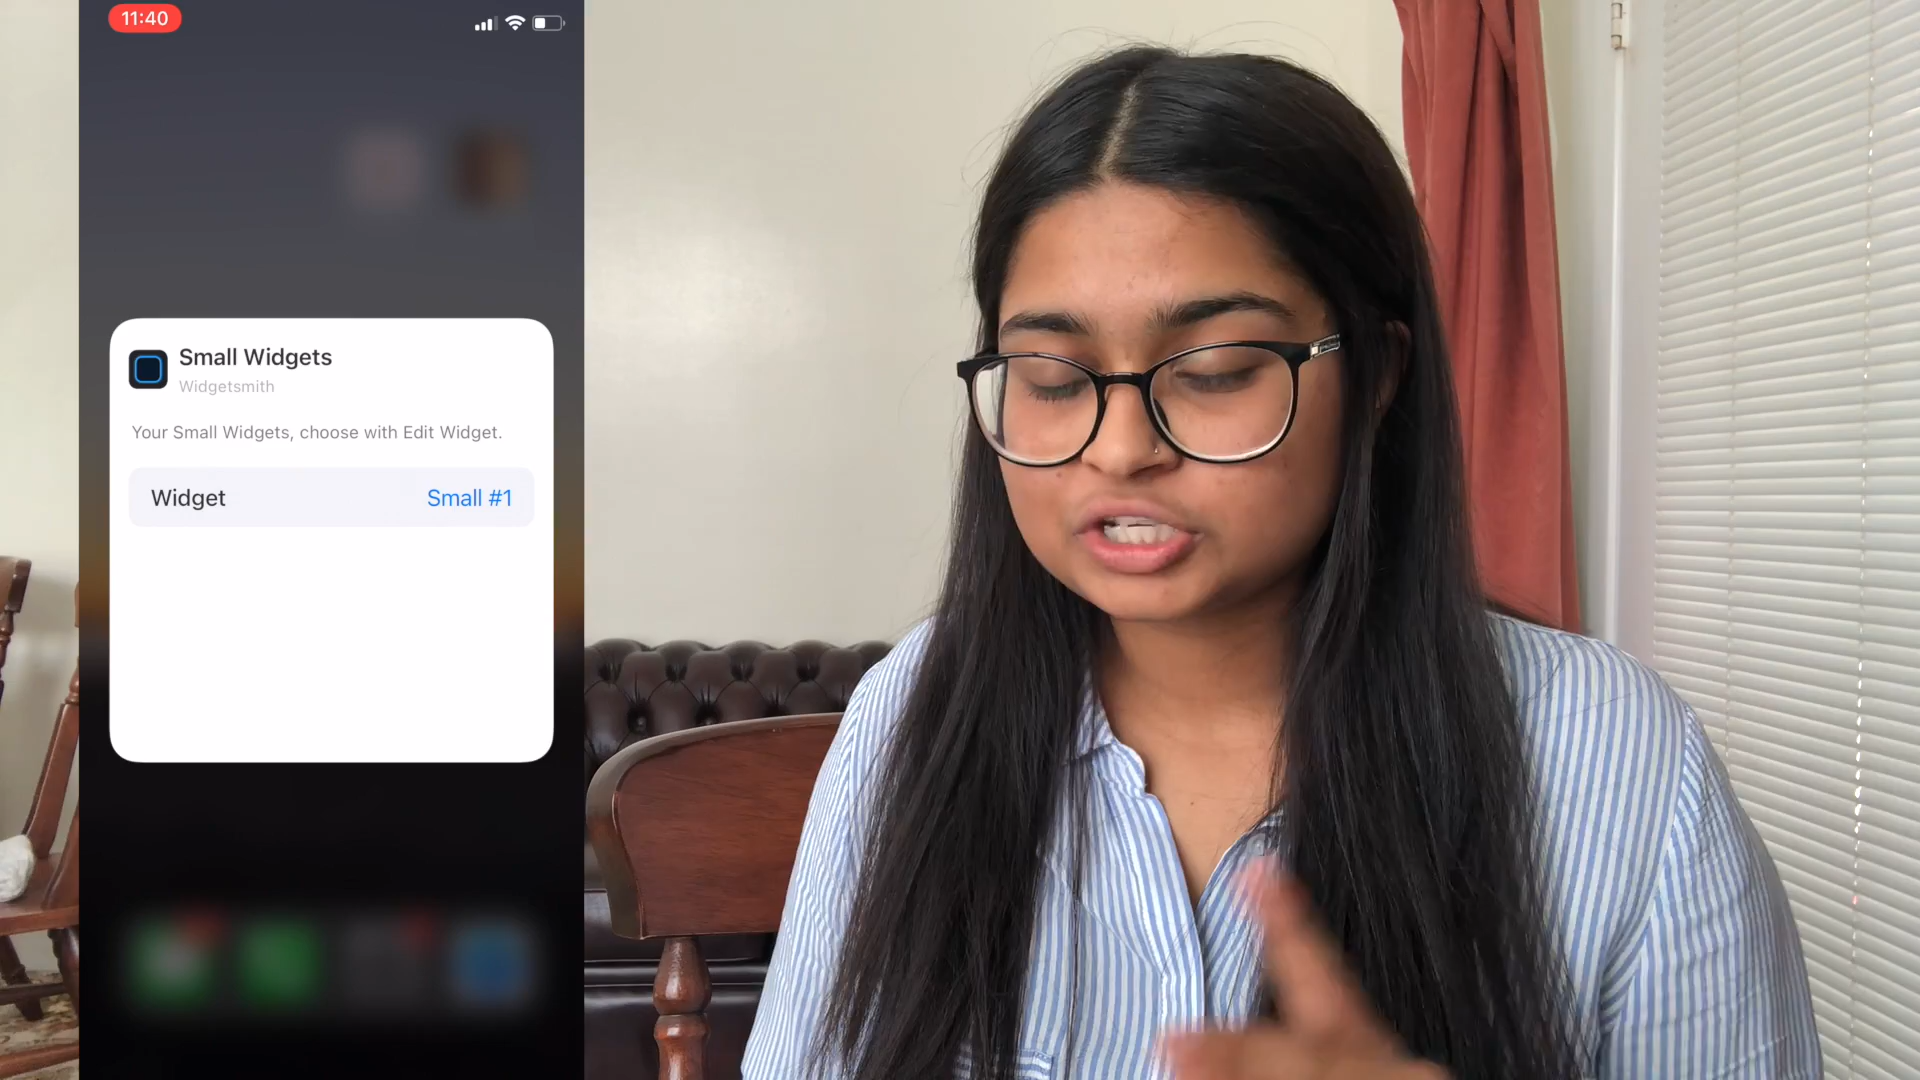 11:40
Small Widgets
Widgetsmith
Your Small Widgets, choose with Edit Widget.
Widget
Small #1